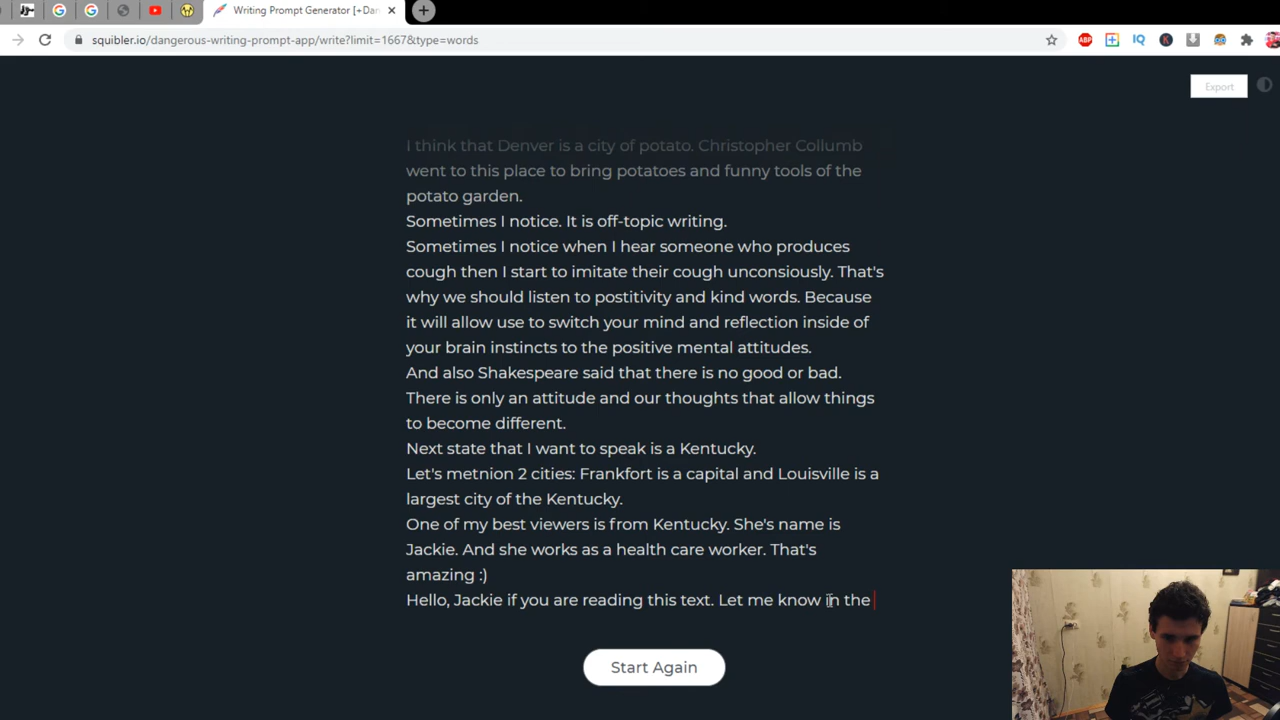 Writing Prompt Generator [+Dan
squibler.io/dangerous-writing-prompt-app/write?limit=1667&type=words
ABP
IQ
K
Export
I think that Denver is a city of potato. Christopher Collumb
went to this place to bring potatoes and funny tools of the
potato garden.
Sometimes I notice. It is off-topic writing.
Sometimes I notice when I hear someone who produces
cough then I start to imitate their cough unconsiously. That's
why we should listen to postitivity and kind words. Because
it will allow use to switch your mind and reflection inside of
your brain instincts to the positive mental attitudes.
And also Shakespeare said that there is no good or bad.
There is only an attitude and our thoughts that allow things
to become different.
Next state that I want to speak is a Kentucky.
Let's metnion 2 cities: Frankfort is a capital and Louisville is a
largest city of the Kentucky.
One of my best viewers is from Kentucky. She's name is
Jackie. And she works as a health care worker. That's
amazing :)
Hello, Jackie if you are reading this text. Let me know in the
Start Again